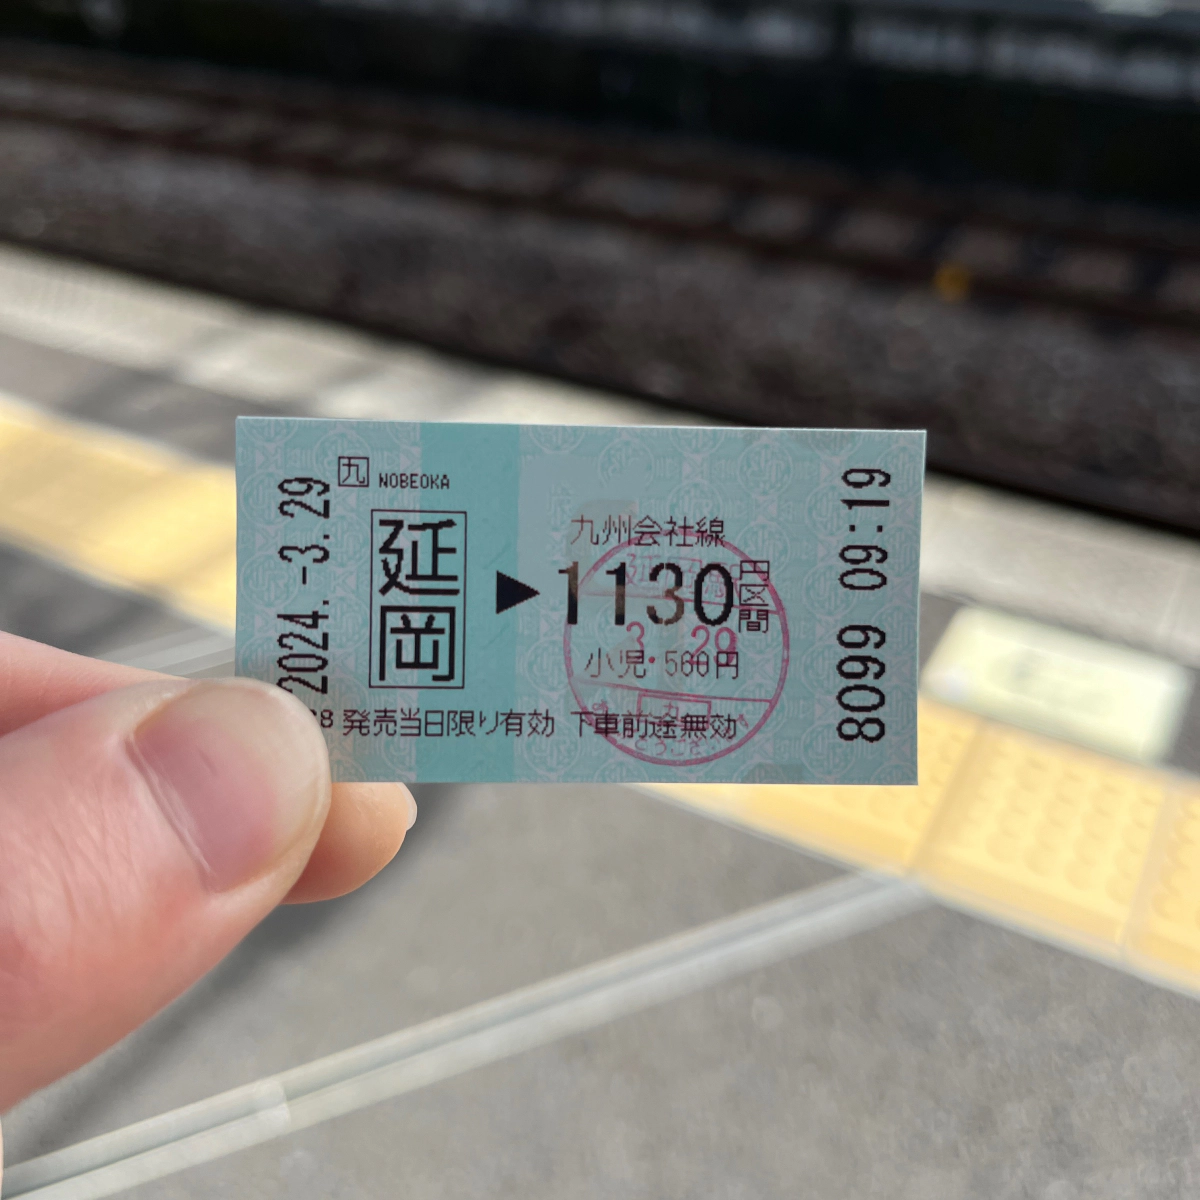 2024.-3.29
九 NOBEOKA
延岡
▶
九州会社線
1130円区間
小児・560円
発売当日限り有効 下車前途無効
8099 09:19
3. 29